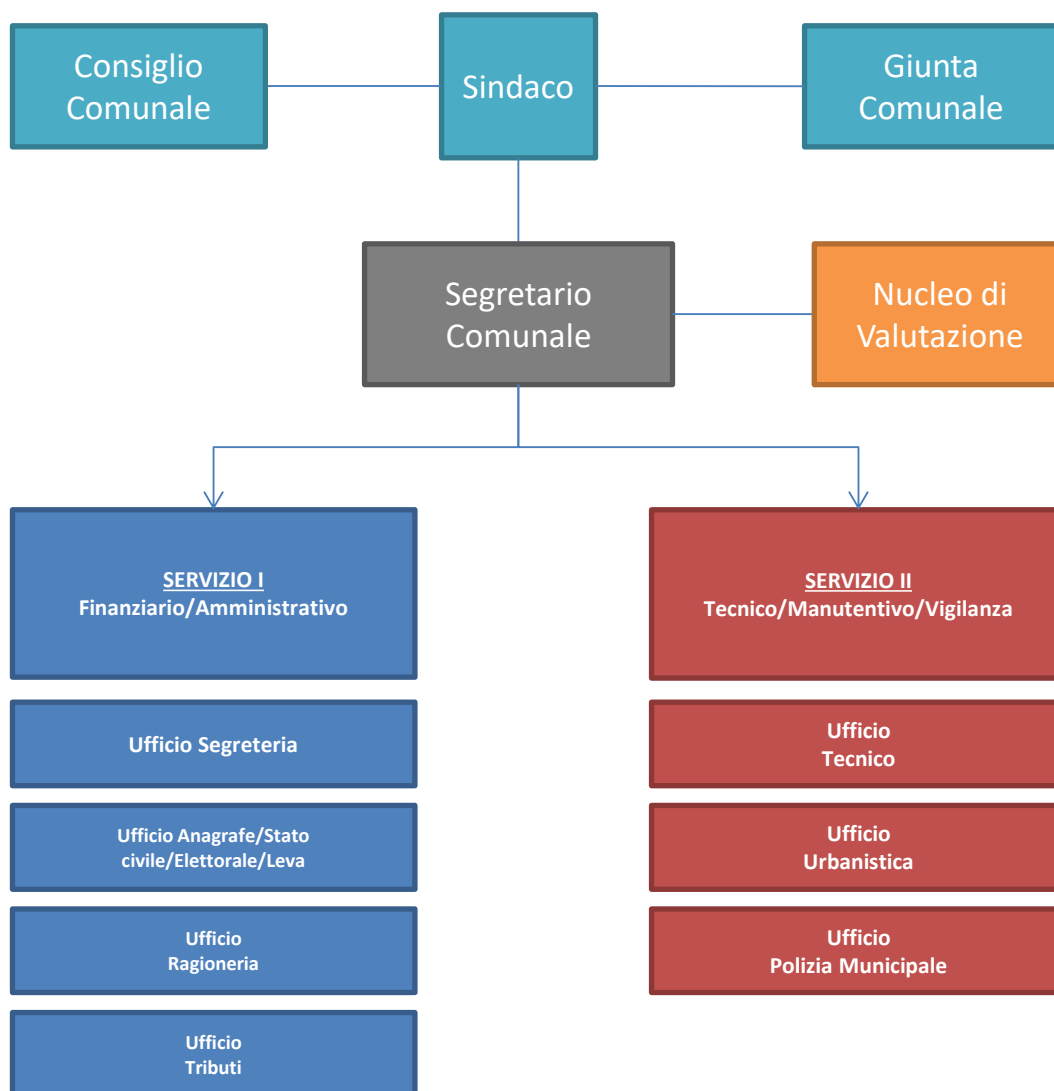 Consiglio
Comunale
Sindaco
Giunta
Comunale
Segretario
Comunale
Nucleo di
Valutazione
SERVIZIO I
Finanziario/Amministrativo
SERVIZIO II
Tecnico/Manutentivo/Vigilanza
Ufficio Segreteria
Ufficio
Tecnico
Ufficio Anagrafe/Stato
civile/Elettorale/Leva
Ufficio
Urbanistica
Ufficio
Ragioneria
Ufficio
Polizia Municipale
Ufficio
Tributi